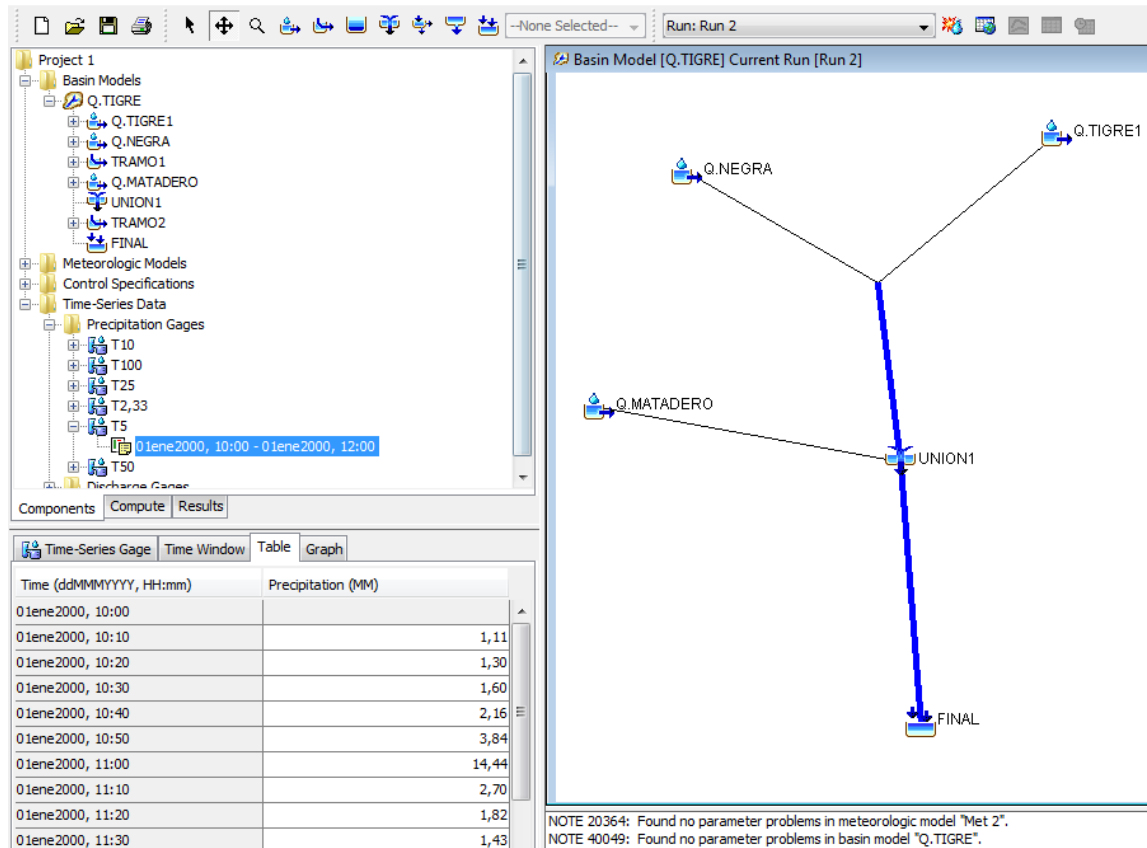 --None Selected--
Run: Run 2
Project 1
Basin Models
Q.TIGRE
Q.TIGRE1
Q.NEGRA
TRAMO1
Q.MATADERO
UNION1
TRAMO2
FINAL
Meteorologic Models
Control Specifications
Time-Series Data
Precipitation Gages
T10
T100
T25
T2,33
T5
01ene2000, 10:00 - 01ene2000, 12:00
T50
Discharge Gages
Components Compute Results
Time-Series Gage Time Window Table Graph
Time (ddMMMYYYY, HH:mm) Precipitation (MM)
01ene2000, 10:00
01ene2000, 10:10 1,11
01ene2000, 10:20 1,30
01ene2000, 10:30 1,60
01ene2000, 10:40 2,16
01ene2000, 10:50 3,84
01ene2000, 11:00 14,44
01ene2000, 11:10 2,70
01ene2000, 11:20 1,82
01ene2000, 11:30 1,43
Basin Model [Q.TIGRE] Current Run [Run 2]
Q.TIGRE1
Q.NEGRA
Q.MATADERO
UNION1
FINAL
NOTE 20364: Found no parameter problems in meteorologic model "Met 2".
NOTE 40049: Found no parameter problems in basin model "Q.TIGRE".